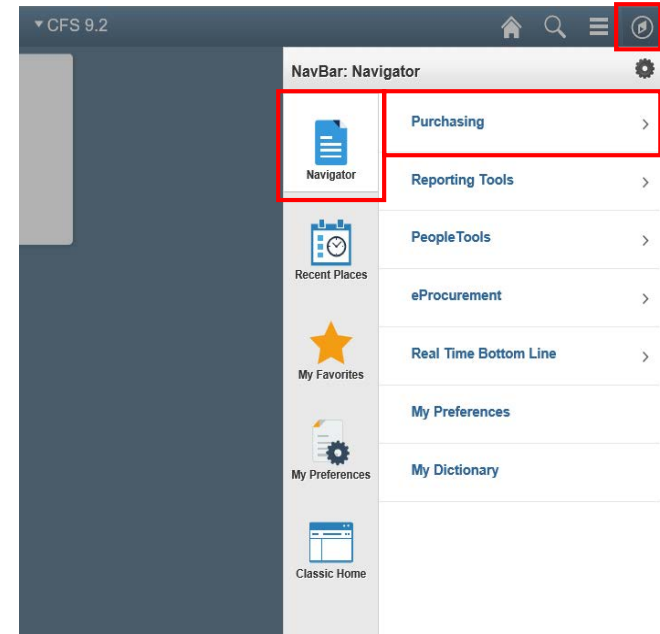 CFS 9.2
NavBar: Navigator
Navigator
Recent Places
My Favorites
My Preferences
Classic Home
Purchasing
Reporting Tools
PeopleTools
eProcurement
Real Time Bottom Line
My Preferences
My Dictionary